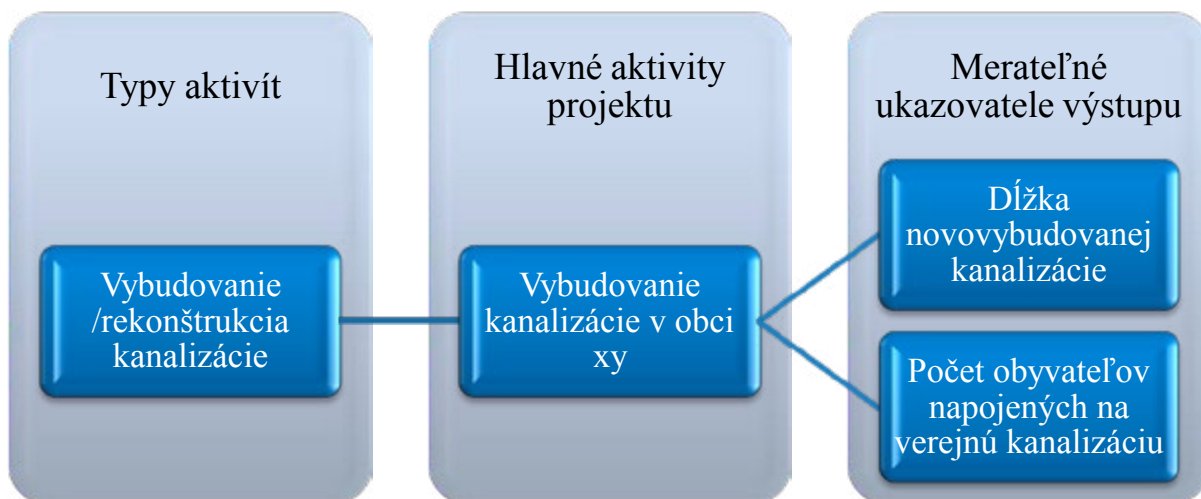 Typy aktivít
Vybudovanie
/rekonštrukcia
kanalizácie
Hlavné aktivity
projektu
Vybudovanie
kanalizácie v obci
xy
Merateľné
ukazovatele výstupu
Dĺžka
novovybudovanej
kanalizácie
Počet obyvateľov
napojených na
verejnú kanalizáciu